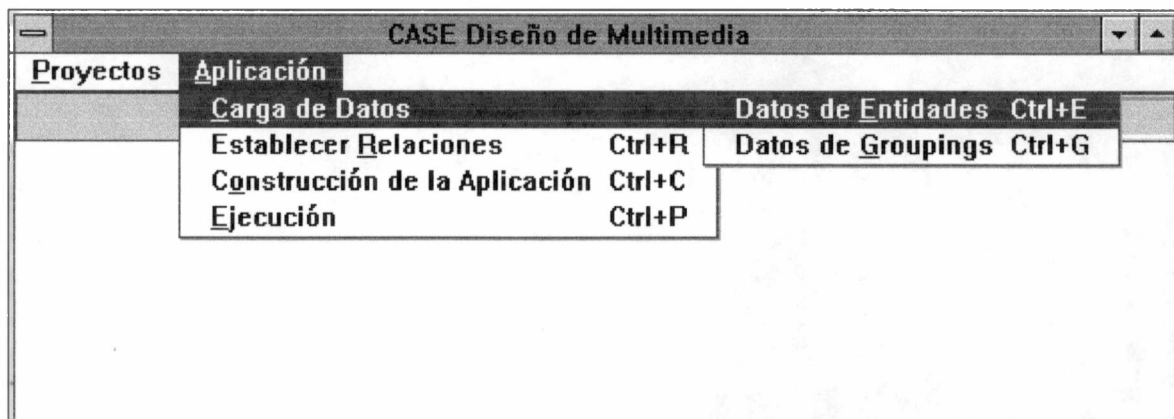 CASE Diseño de Multimedia
Proyectos Aplicación
Carga de Datos Datos de Entidades Ctrl+E
Establecer Relaciones Ctrl+R Datos de Groupings Ctrl+G
Construcción de la Aplicación Ctrl+C
Ejecución Ctrl+P